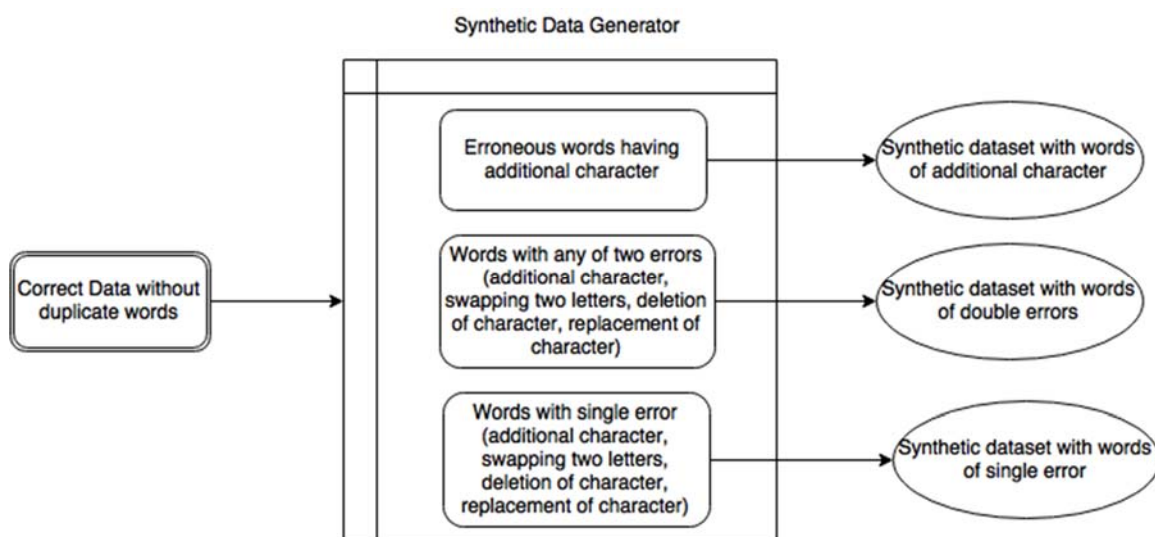 Synthetic Data Generator
Correct Data without
duplicate words
Erroneous words having
additional character
Synthetic dataset with words
of additional character
Words with any of two errors
(additional character,
swapping two letters, deletion
of character, replacement of
character)
Synthetic dataset with words
of double errors
Words with single error
(additional character,
swapping two letters,
deletion of character,
replacement of character)
Synthetic dataset with words
of single error